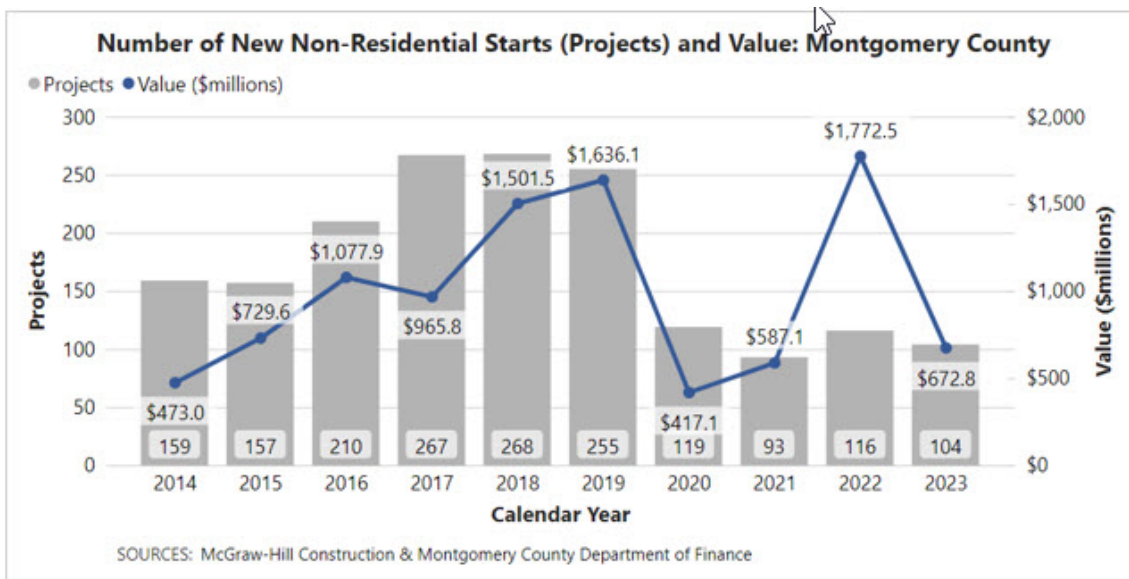 Number of New Non-Residential Starts (Projects) and Value: Montgomery County
Projects Value ($millions)
300
250
200
150
100
50
0
Projects
$473.0
$729.6
$1,077.9
$965.8
$1,501.5
$1,636.1
$417.1
$587.1
$1,772.5
$672.8
159 157 210 267 268 255 119 93 116 104
$2,000
$1,500
$1,000
$500
$0
Value ($millions)
2014 2015 2016 2017 2018 2019 2020 2021 2022 2023
Calendar Year
SOURCES: McGraw-Hill Construction & Montgomery County Department of Finance